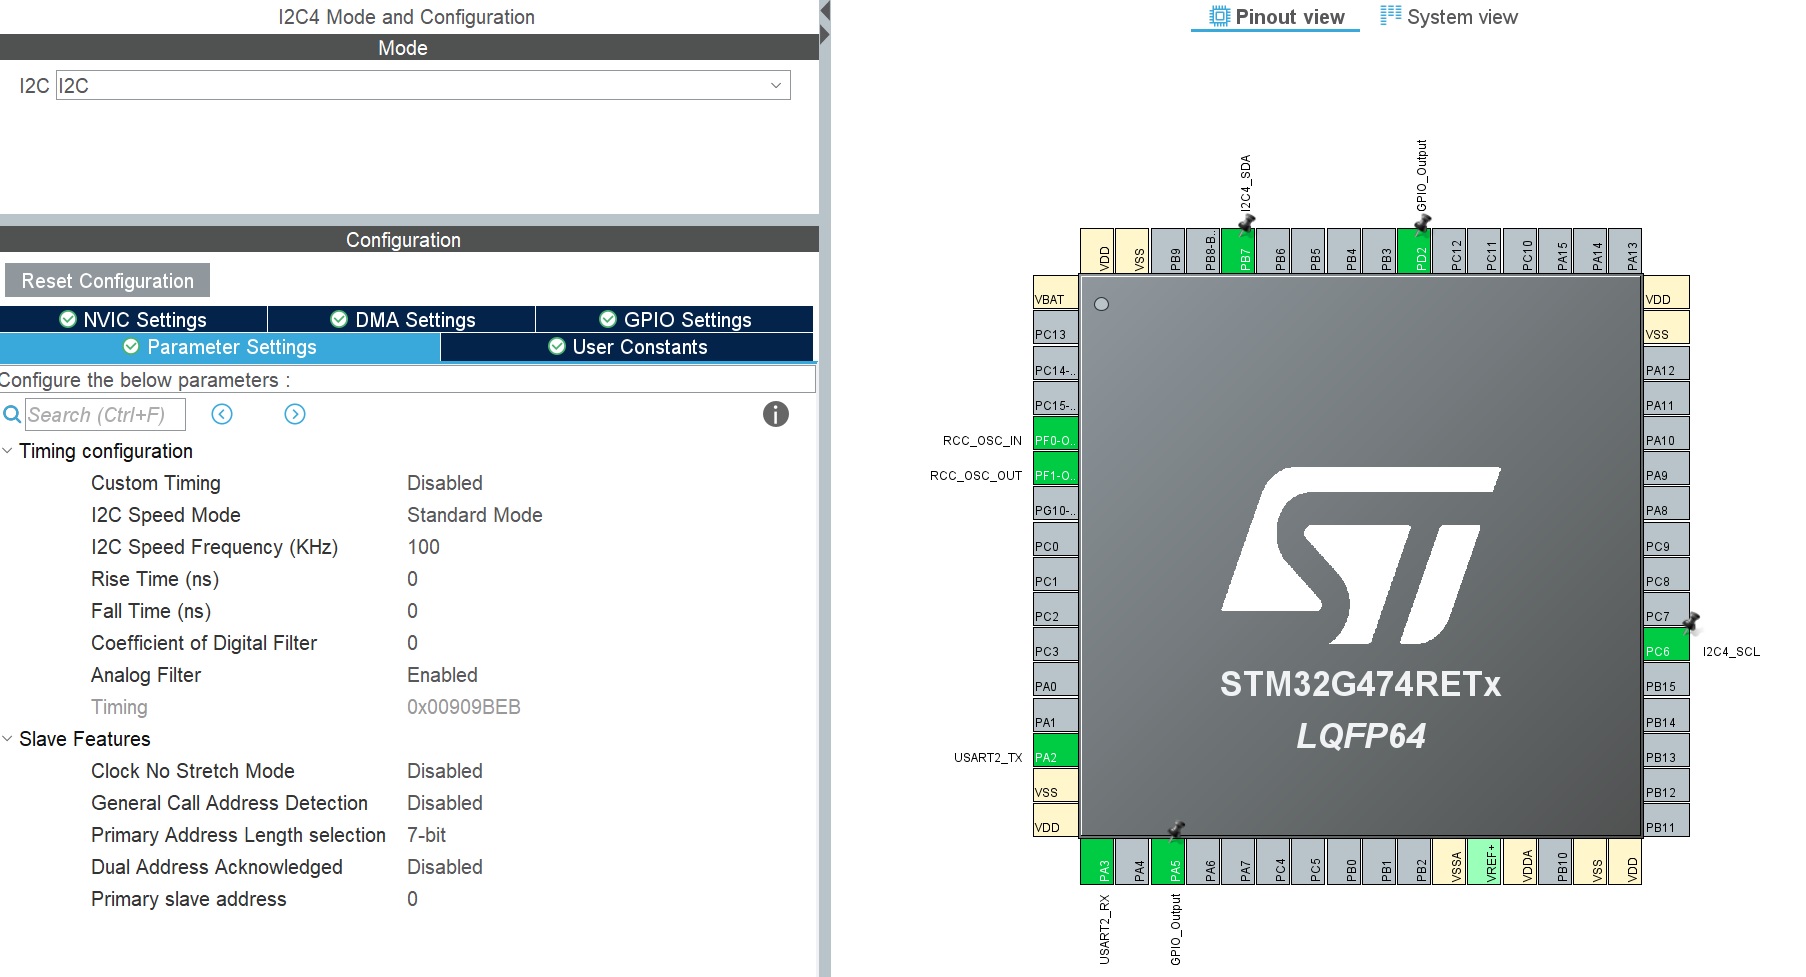 I2C4 Mode and Configuration
Mode
I2C I2C
Configuration
Reset Configuration
NVIC Settings
DMA Settings
GPIO Settings
Parameter Settings
User Constants
Configure the below parameters :
Search (Ctrl+F)
Timing configuration
Custom Timing Disabled
I2C Speed Mode Standard Mode
I2C Speed Frequency (KHz) 100
Rise Time (ns) 0
Fall Time (ns) 0
Coefficient of Digital Filter 0
Analog Filter Enabled
Timing 0x00909BEB
Slave Features
Clock No Stretch Mode Disabled
General Call Address Detection Disabled
Primary Address Length selection 7-bit
Dual Address Acknowledged Disabled
Primary slave address 0
Pinout view
System view
I2C4_SDA
GPIO_Output
VDD
VSS
PB9
PB8-B..
PB7
PB6
PB5
PB4
PB3
PD2
PC12
PC11
PC10
PA15
PA14
PA13
VBAT
PC13
PC14-..
PC15-..
RCC_OSC_IN PF0-O..
RCC_OSC_OUT PF1-O..
PG10-..
PC0
PC1
PC2
PC3
PA0
PA1
USART2_TX PA2
VSS
VDD
ST
STM32G474RETx
LQFP64
VDD
VSS
PA12
PA11
PA10
PA9
PA8
PC9
PC8
PC7
PC6 I2C4_SCL
PB15
PB14
PB13
PB12
PB11
PA3
PA4
PA5
PA6
PA7
PC4
PC5
PB0
PB1
PB2
VSSA
VREF+
VDDA
PB10
VSS
VDD
USART2_RX
GPIO_Output